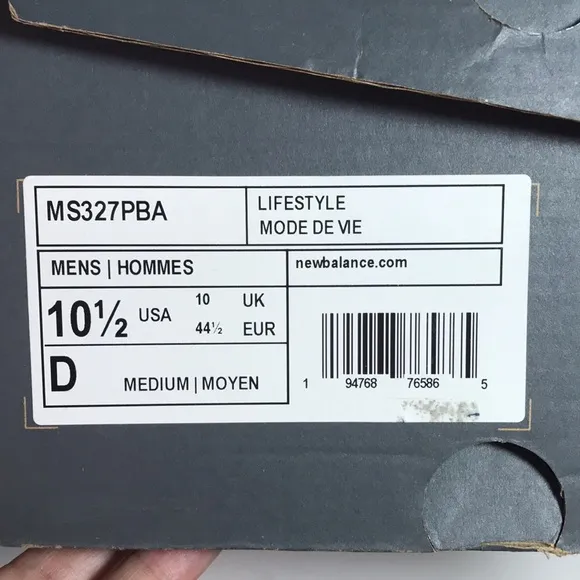 MS327PBA
LIFESTYLE
MODE DE VIE
MENS | HOMMES
newbalance.com
10½ USA 10 UK
44½ EUR
D MEDIUM | MOYEN
1 94768 76586 5